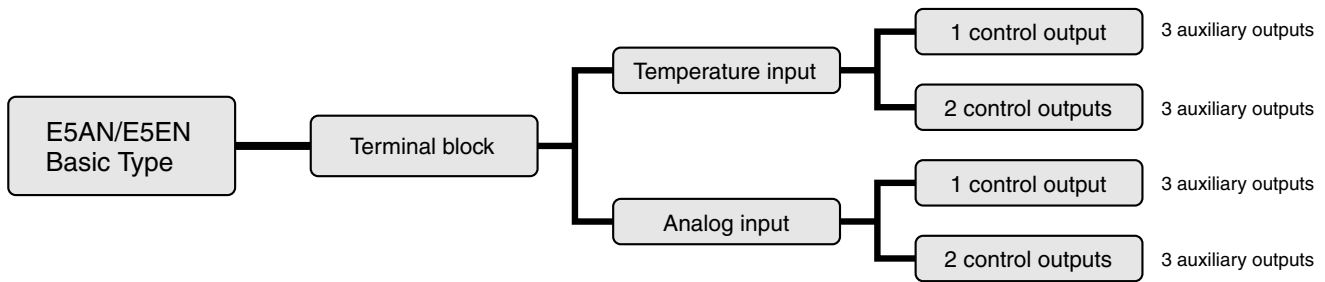 E5AN/E5EN
Basic Type
Terminal block
Temperature input
1 control output
3 auxiliary outputs
2 control outputs
3 auxiliary outputs
Analog input
1 control output
3 auxiliary outputs
2 control outputs
3 auxiliary outputs